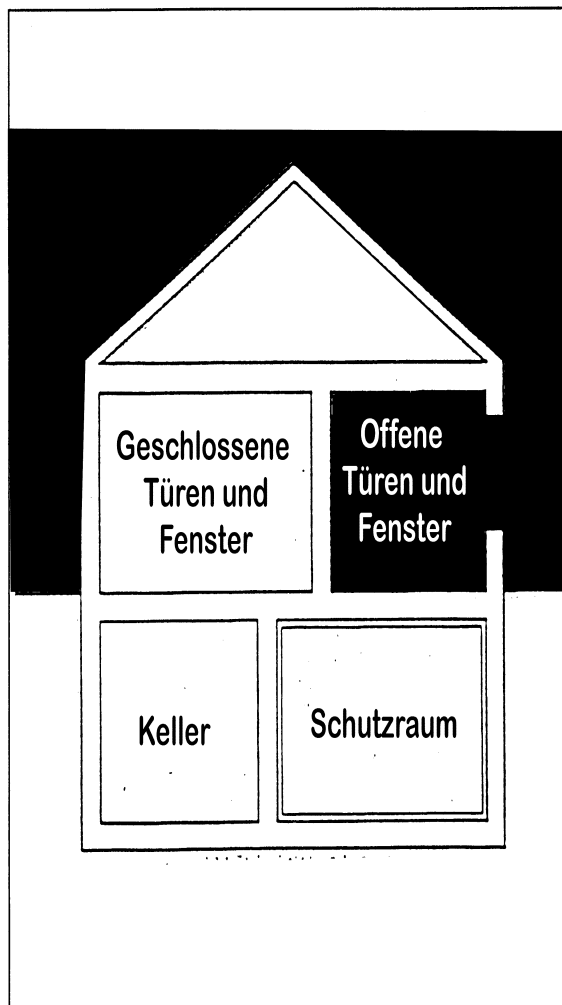 Geschlossene
Türen und
Fenster
Offene
Türen und
Fenster
Keller
Schutzraum